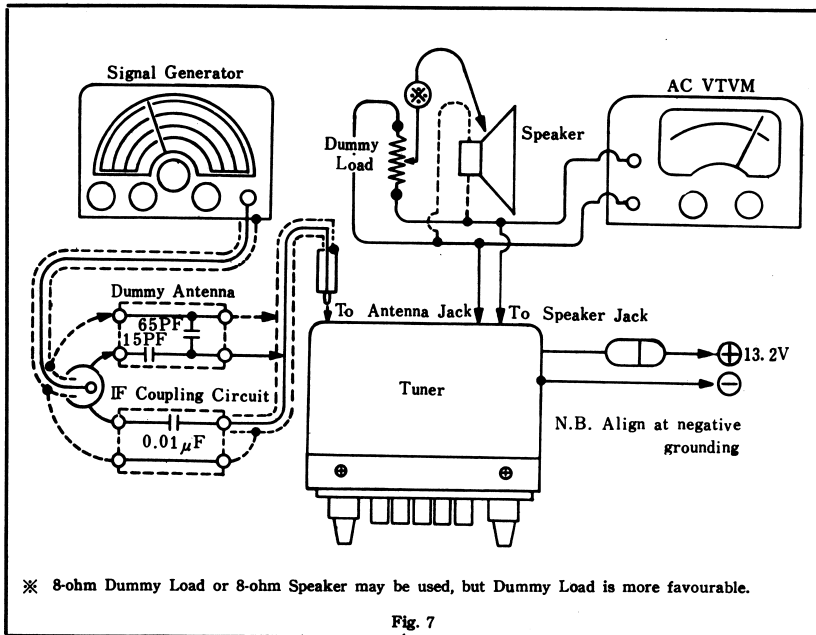 Signal Generator
AC VTVM
※
Speaker
Dummy
Load
Dummy Antenna
65PF
15PF
To Antenna Jack
To Speaker Jack
⊕ 13.2V
⊖
IF Coupling Circuit
0.01μF
Tuner
N.B. Align at negative
grounding
※ 8-ohm Dummy Load or 8-ohm Speaker may be used, but Dummy Load is more favourable.
Fig. 7